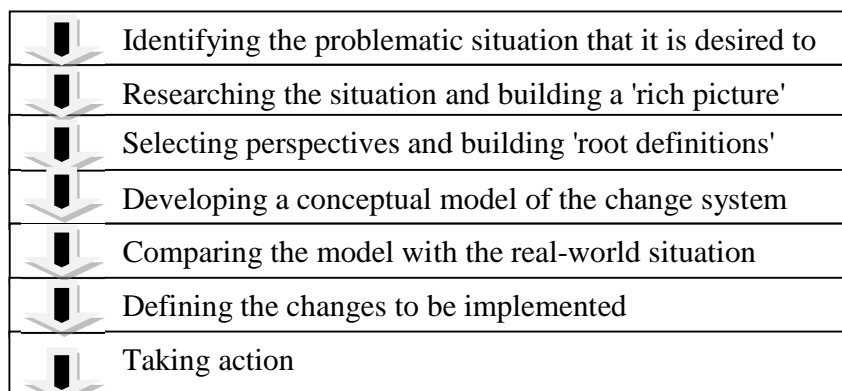 Identifying the problematic situation that it is desired to
Researching the situation and building a 'rich picture'
Selecting perspectives and building 'root definitions'
Developing a conceptual model of the change system
Comparing the model with the real-world situation
Defining the changes to be implemented
Taking action